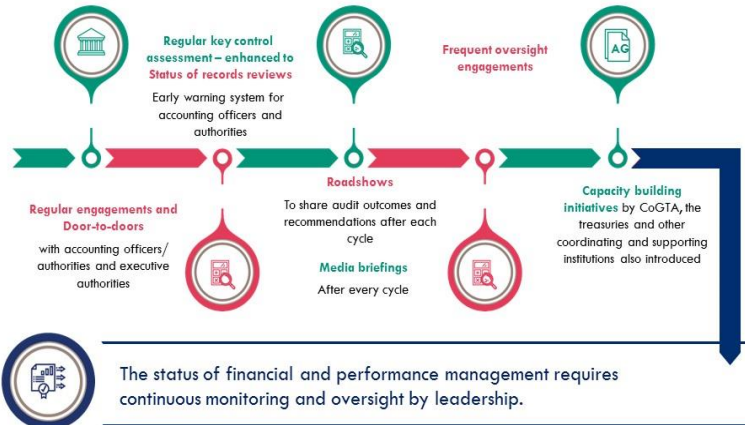 Regular key control
assessment – enhanced to
Status of records reviews
Early warning system for
accounting officers and
authorities
Frequent oversight
engagements
AG
Regular engagements and
Door-to-doors
with accounting officers/
authorities and executive
authorities
Roadshows
To share audit outcomes and
recommendations after each
cycle
Media briefings
After every cycle
Capacity building
initiatives by CoGTA, the
treasuries and other
coordinating and supporting
institutions also introduced
The status of financial and performance management requires
continuous monitoring and oversight by leadership.